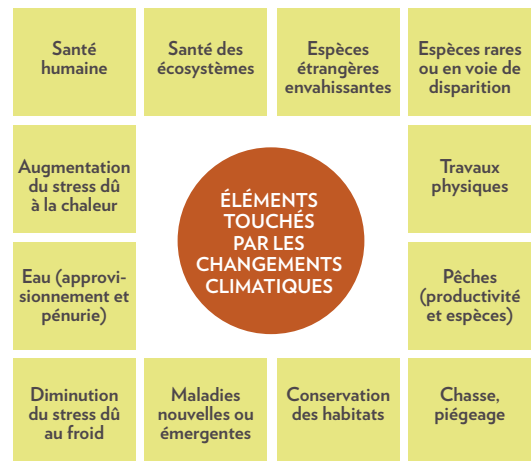 Santé
humaine
Santé des
écosystèmes
Espèces
étrangères
envahissantes
Espèces rares
ou en voie de
disparition
Augmentation
du stress dû
à la chaleur
ÉLÉMENTS
TOUCHÉS
PAR LES
CHANGEMENTS
CLIMATIQUES
Travaux
physiques
Eau (approvi-
sionnement et
pénurie)
Pêches
(productivité
et espèces)
Diminution
du stress dû
au froid
Maladies
nouvelles ou
émergentes
Conservation
des habitats
Chasse,
piégeage